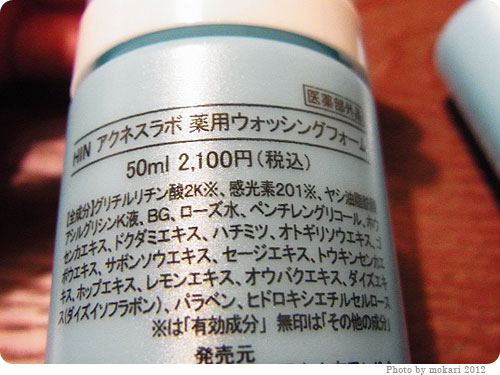 医薬部外品
HIN アクネスラボ 薬用ウォッシングフォーム
50ml 2,100円(税込)
【全成分】グリチルリチン酸2K※、感光素201※、ヤシ油脂肪酸
アシルグリシンK液、BG、ローズ水、ペンチレングリコール、ホウ
センカエキス、ドクダミエキス、ハチミツ、オトギリソウエキス、ゴ
ボウエキス、サボンソウエキス、セージエキス、トウキンセンカエ
キス、ホップエキス、レモンエキス、オウバクエキス、ダイズエキ
ス(ダイズイソフラボン)、パラベン、ヒドロキシエチルセルロース
※は「有効成分」 無印は「その他の成分」
発売元
Photo by mokari 2012